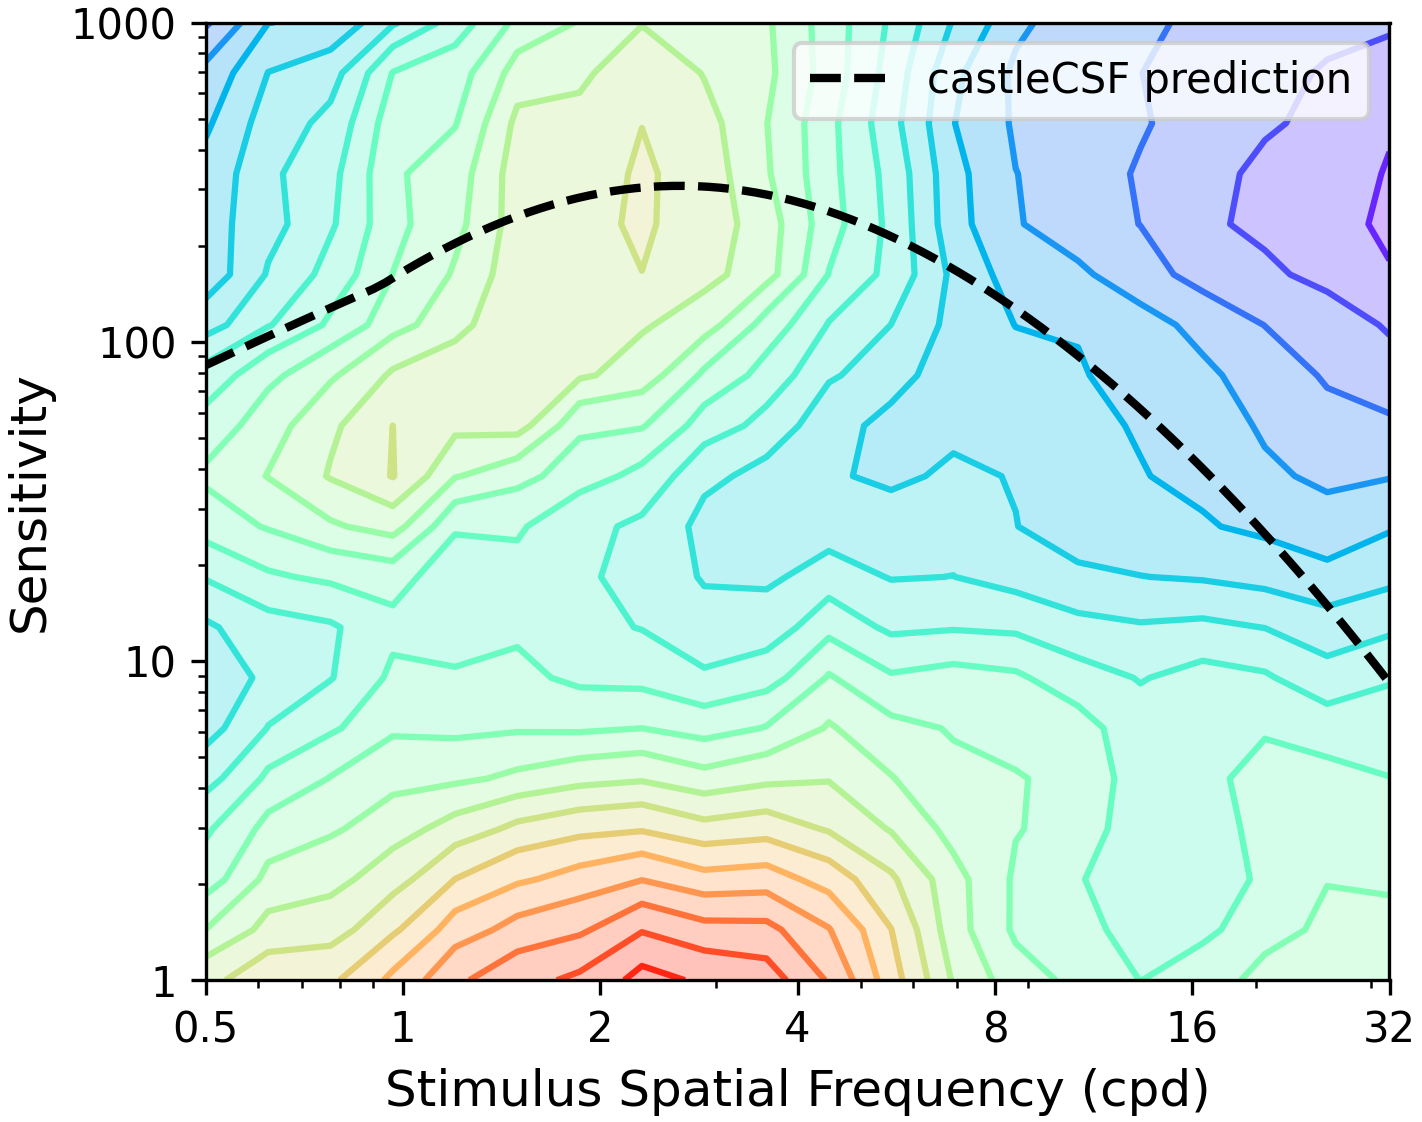 1000
100
10
1
Sensitivity
castleCSF prediction
0.5 1 2 4 8 16 32
Stimulus Spatial Frequency (cpd)